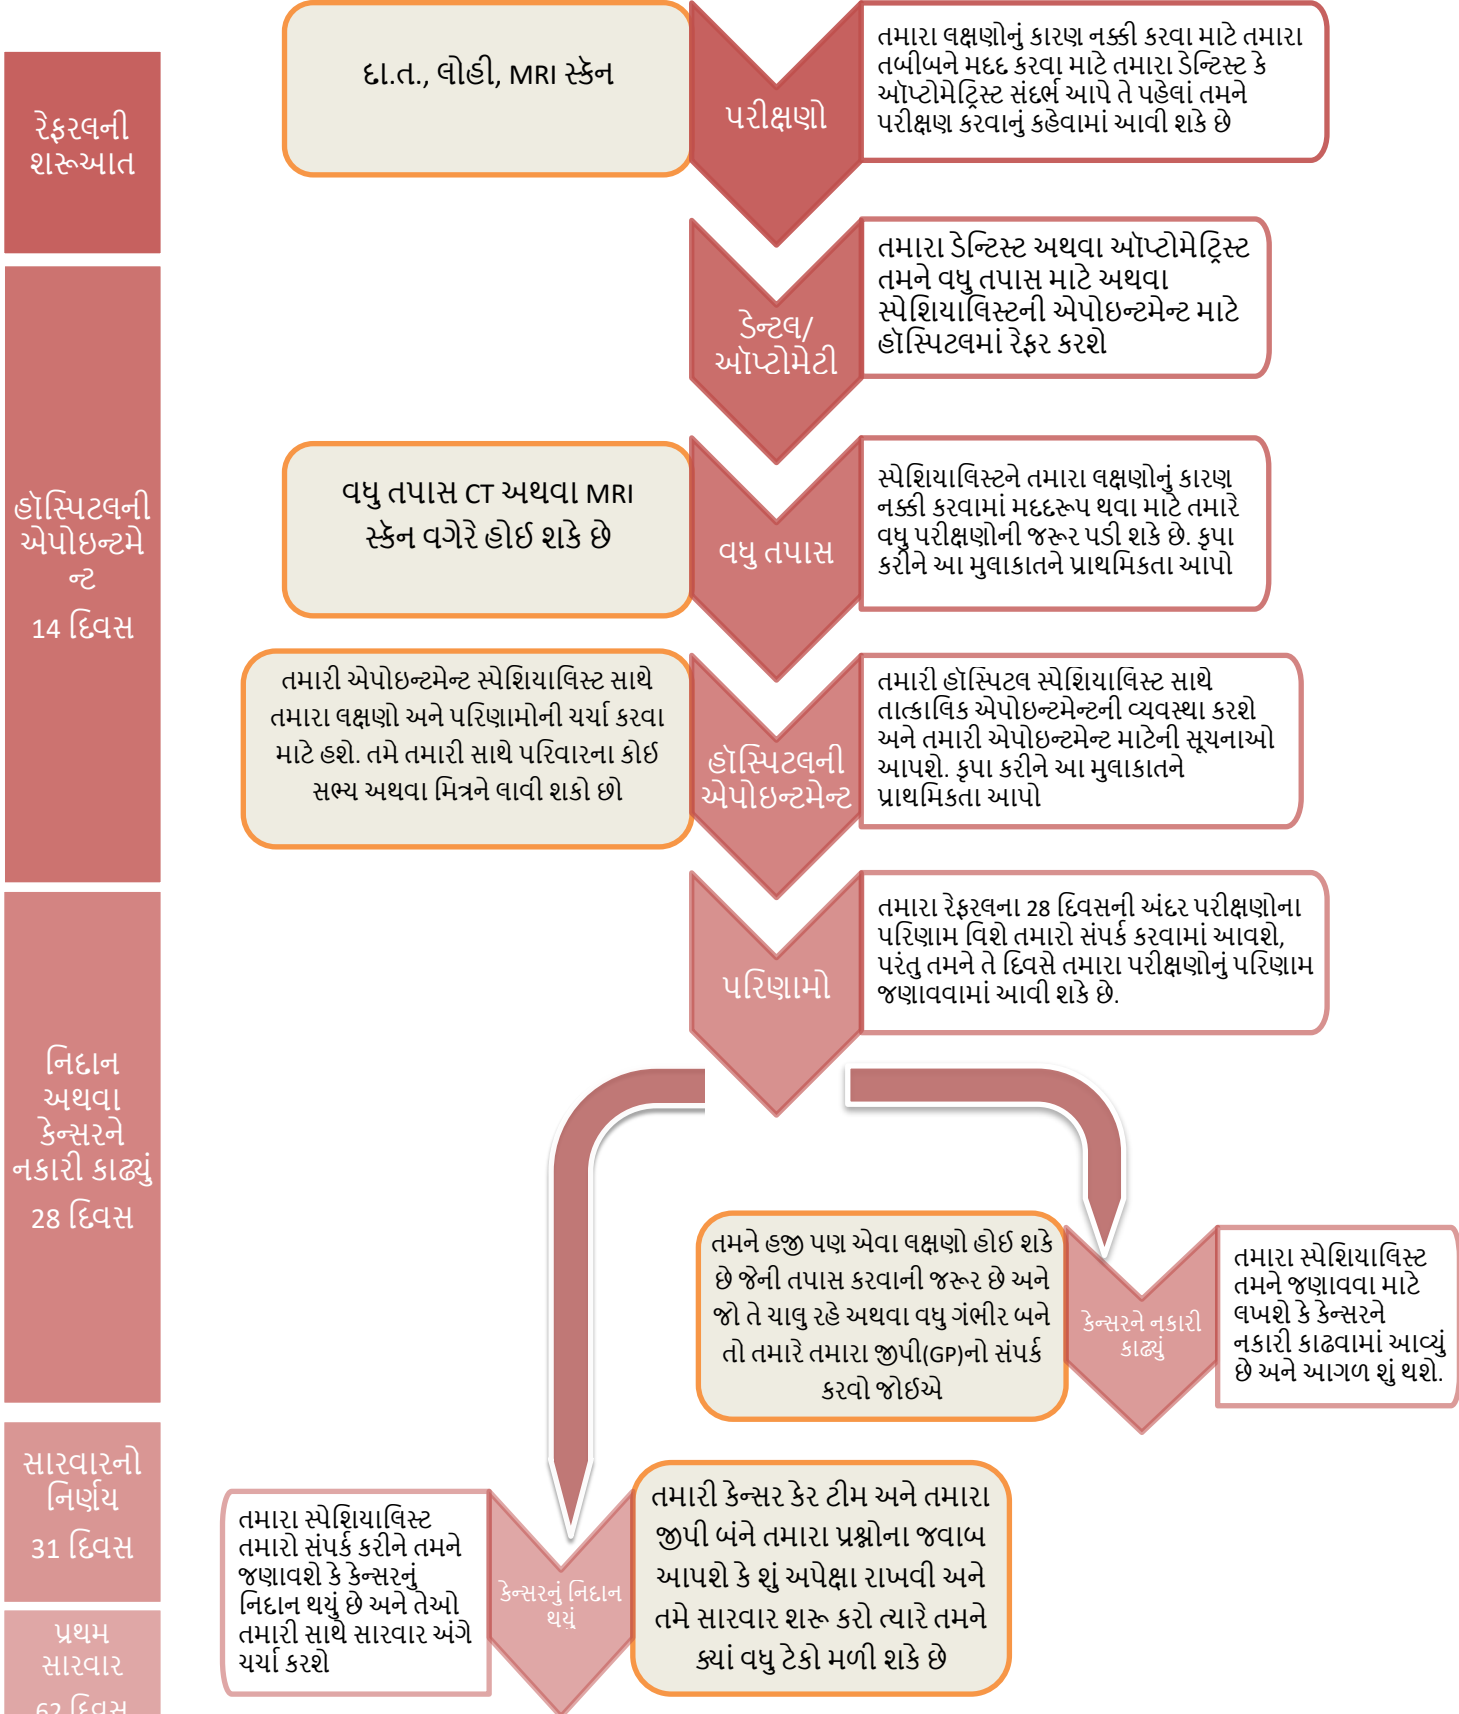 રેફરલની
શરૂઆત
દા.ત., લોહી, MRI સ્કૅન
પરીક્ષણો
તમારા લક્ષણોનું કારણ નક્કી કરવા માટે તમારા
તબીબને મદદ કરવા માટે તમારા ડેન્ટિસ્ટ કે
ઑપ્ટોમેટ્રિસ્ટ સંદર્ભ આપે તે પહેલાં તમને
પરીક્ષણ કરવાનું કહેવામાં આવી શકે છે
ડેન્ટલ/
ઑપ્ટોમેટી
તમારા ડેન્ટિસ્ટ અથવા ઑપ્ટોમેટ્રિસ્ટ
તમને વધુ તપાસ માટે અથવા
સ્પેશિયાલિસ્ટની એપોઇન્ટમેન્ટ માટે
હૉસ્પિટલમાં રેફર કરશે
હૉસ્પિટલની
એપોઇન્ટમે
ન્ટ
14 દિવસ
વધુ તપાસ CT અથવા MRI
સ્કૅન વગેરે હોઈ શકે છે
વધુ તપાસ
સ્પેશિયાલિસ્ટને તમારા લક્ષણોનું કારણ
નક્કી કરવામાં મદદરૂપ થવા માટે તમારે
વધુ પરીક્ષણોની જરૂર પડી શકે છે. કૃપા
કરીને આ મુલાકાતને પ્રાથમિકતા આપો
તમારી એપોઇન્ટમેન્ટ સ્પેશિયાલિસ્ટ સાથે
તમારા લક્ષણો અને પરિણામોની ચર્ચા કરવા
માટે હશે. તમે તમારી સાથે પરિવારના કોઈ
સભ્ય અથવા મિત્રને લાવી શકો છો
હૉસ્પિટલની
એપોઇન્ટમેન્ટ
તમારી હૉસ્પિટલ સ્પેશિયાલિસ્ટ સાથે
તાત્કાલિક એપોઇન્ટમેન્ટની વ્યવસ્થા કરશે
અને તમારી એપોઇન્ટમેન્ટ માટેની સૂચનાઓ
આપશે. કૃપા કરીને આ મુલાકાતને
પ્રાથમિકતા આપો
નિદાન
અથવા
કેન્સરને
નકારી કાઢ્યું
28 દિવસ
પરિણામો
તમારા રેફરલના 28 દિવસની અંદર પરીક્ષણોના
પરિણામ વિશે તમારો સંપર્ક કરવામાં આવશે,
પરંતુ તમને તે દિવસે તમારા પરીક્ષણોનું પરિણામ
જણાવવામાં આવી શકે છે.
તમને હજી પણ એવા લક્ષણો હોઈ શકે
છે જેની તપાસ કરવાની જરૂર છે અને
જો તે ચાલુ રહે અથવા વધુ ગંભીર બને
તો તમારે તમારા જીપી(GP)નો સંપર્ક
કરવો જોઈએ
કેન્સરને નકારી
કાઢ્યું
તમારા સ્પેશિયાલિસ્ટ
તમને જણાવવા માટે
લખશે કે કેન્સરને
નકારી કાઢવામાં આવ્યું
છે અને આગળ શું થશે.
સારવારનો
નિર્ણય
31 દિવસ
તમારા સ્પેશિયાલિસ્ટ
તમારો સંપર્ક કરીને તમને
જણાવશે કે કેન્સરનું
નિદાન થયું છે અને તેઓ
તમારી સાથે સારવાર અંગે
ચર્ચા કરશે
કેન્સરનું નિદાન
થયું
તમારી કેન્સર કેર ટીમ અને તમારા
જીપી બંને તમારા પ્રશ્નોના જવાબ
આપશે કે શું અપેક્ષા રાખવી અને
તમે સારવાર શરૂ કરો ત્યારે તમને
ક્યાં વધુ ટેકો મળી શકે છે
પ્રથમ
સારવાર
62 દિવસ